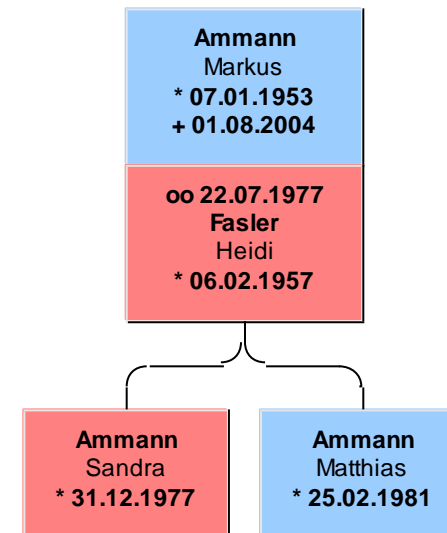 Ammann
Markus
* 07.01.1953
+ 01.08.2004
oo 22.07.1977
Fasler
Heidi
* 06.02.1957
Ammann
Sandra
* 31.12.1977
Ammann
Matthias
* 25.02.1981